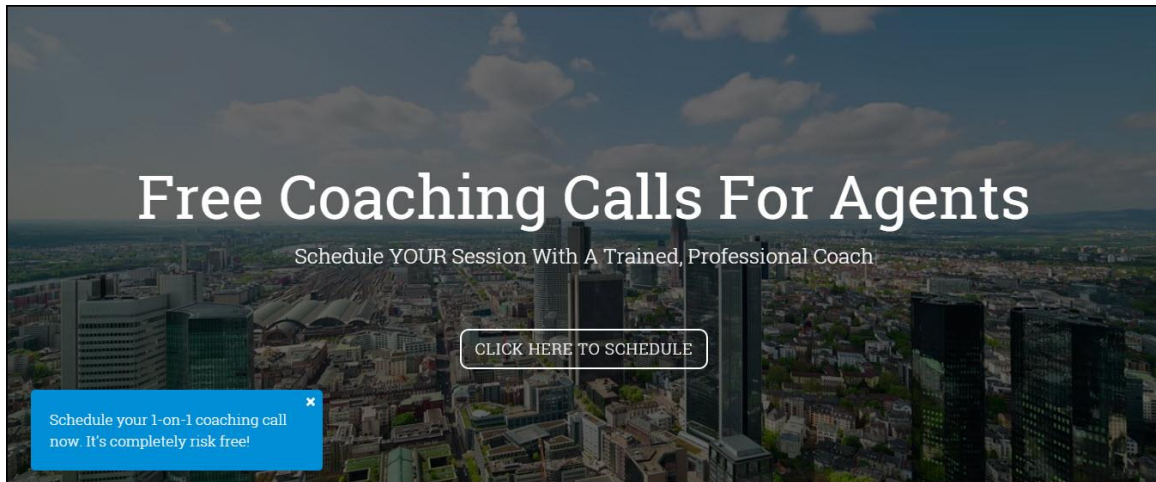 Free Coaching Calls For Agents
Schedule YOUR Session With A Trained, Professional Coach
CLICK HERE TO SCHEDULE
Schedule your 1-on-1 coaching call
now. It's completely risk free!